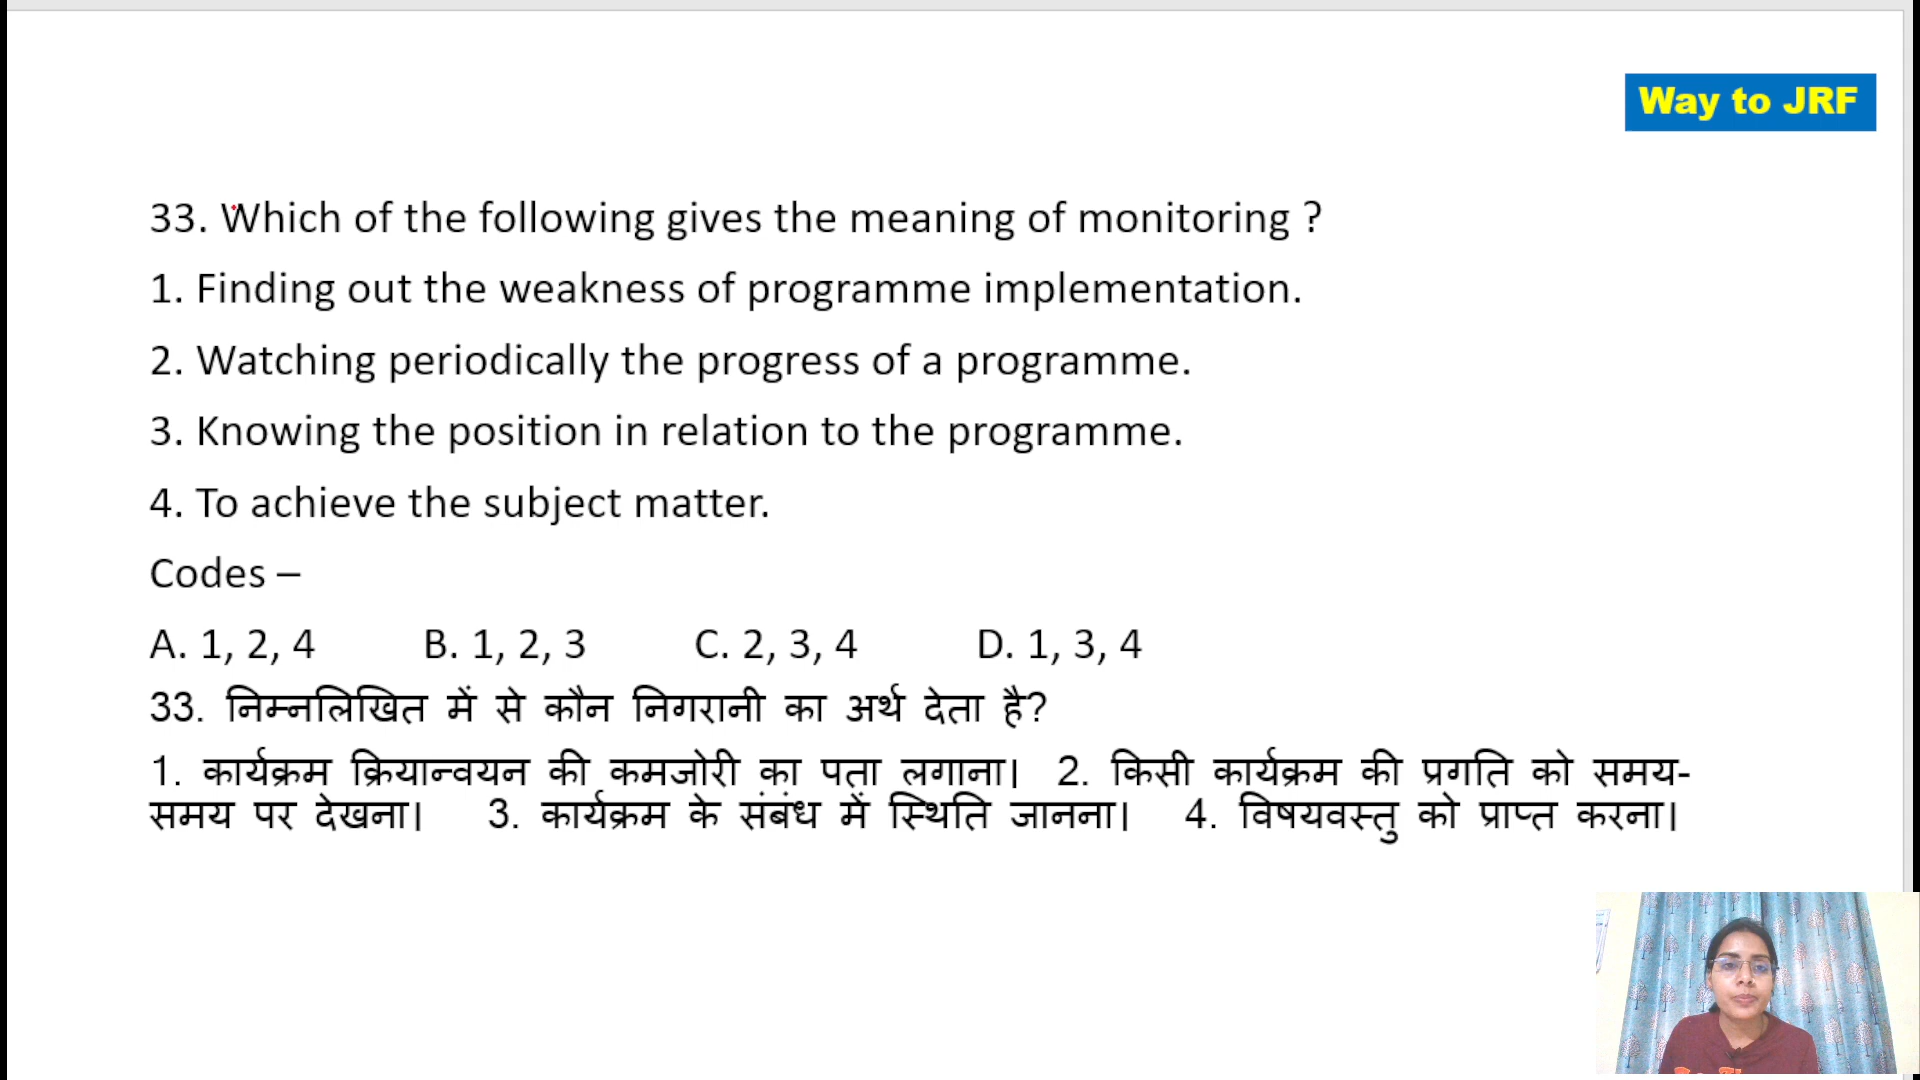 Way to JRF
33. Which of the following gives the meaning of monitoring ?
1. Finding out the weakness of programme implementation.
2. Watching periodically the progress of a programme.
3. Knowing the position in relation to the programme.
4. To achieve the subject matter.
Codes –
A. 1, 2, 4 B. 1, 2, 3 C. 2, 3, 4 D. 1, 3, 4
33. निम्नलिखित में से कौन निगरानी का अर्थ देता है?
1. कार्यक्रम क्रियान्वयन की कमजोरी का पता लगाना। 2. किसी कार्यक्रम की प्रगति को समय-
समय पर देखना। 3. कार्यक्रम के संबंध में स्थिति जानना। 4. विषयवस्तु को प्राप्त करना।